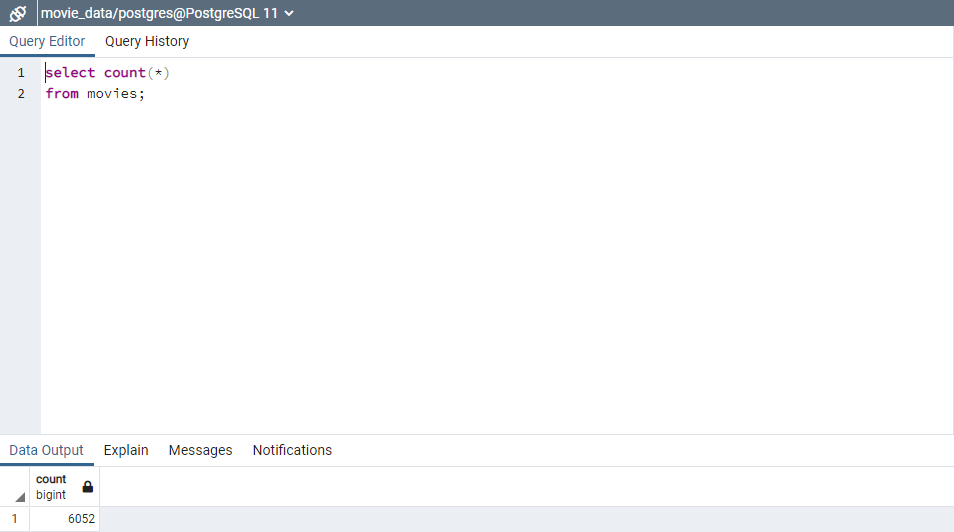 movie_data/postgres@PostgreSQL 11
Query Editor Query History
1 select count(*)
2 from movies;
Data Output Explain Messages Notifications
count
bigint
1 6052